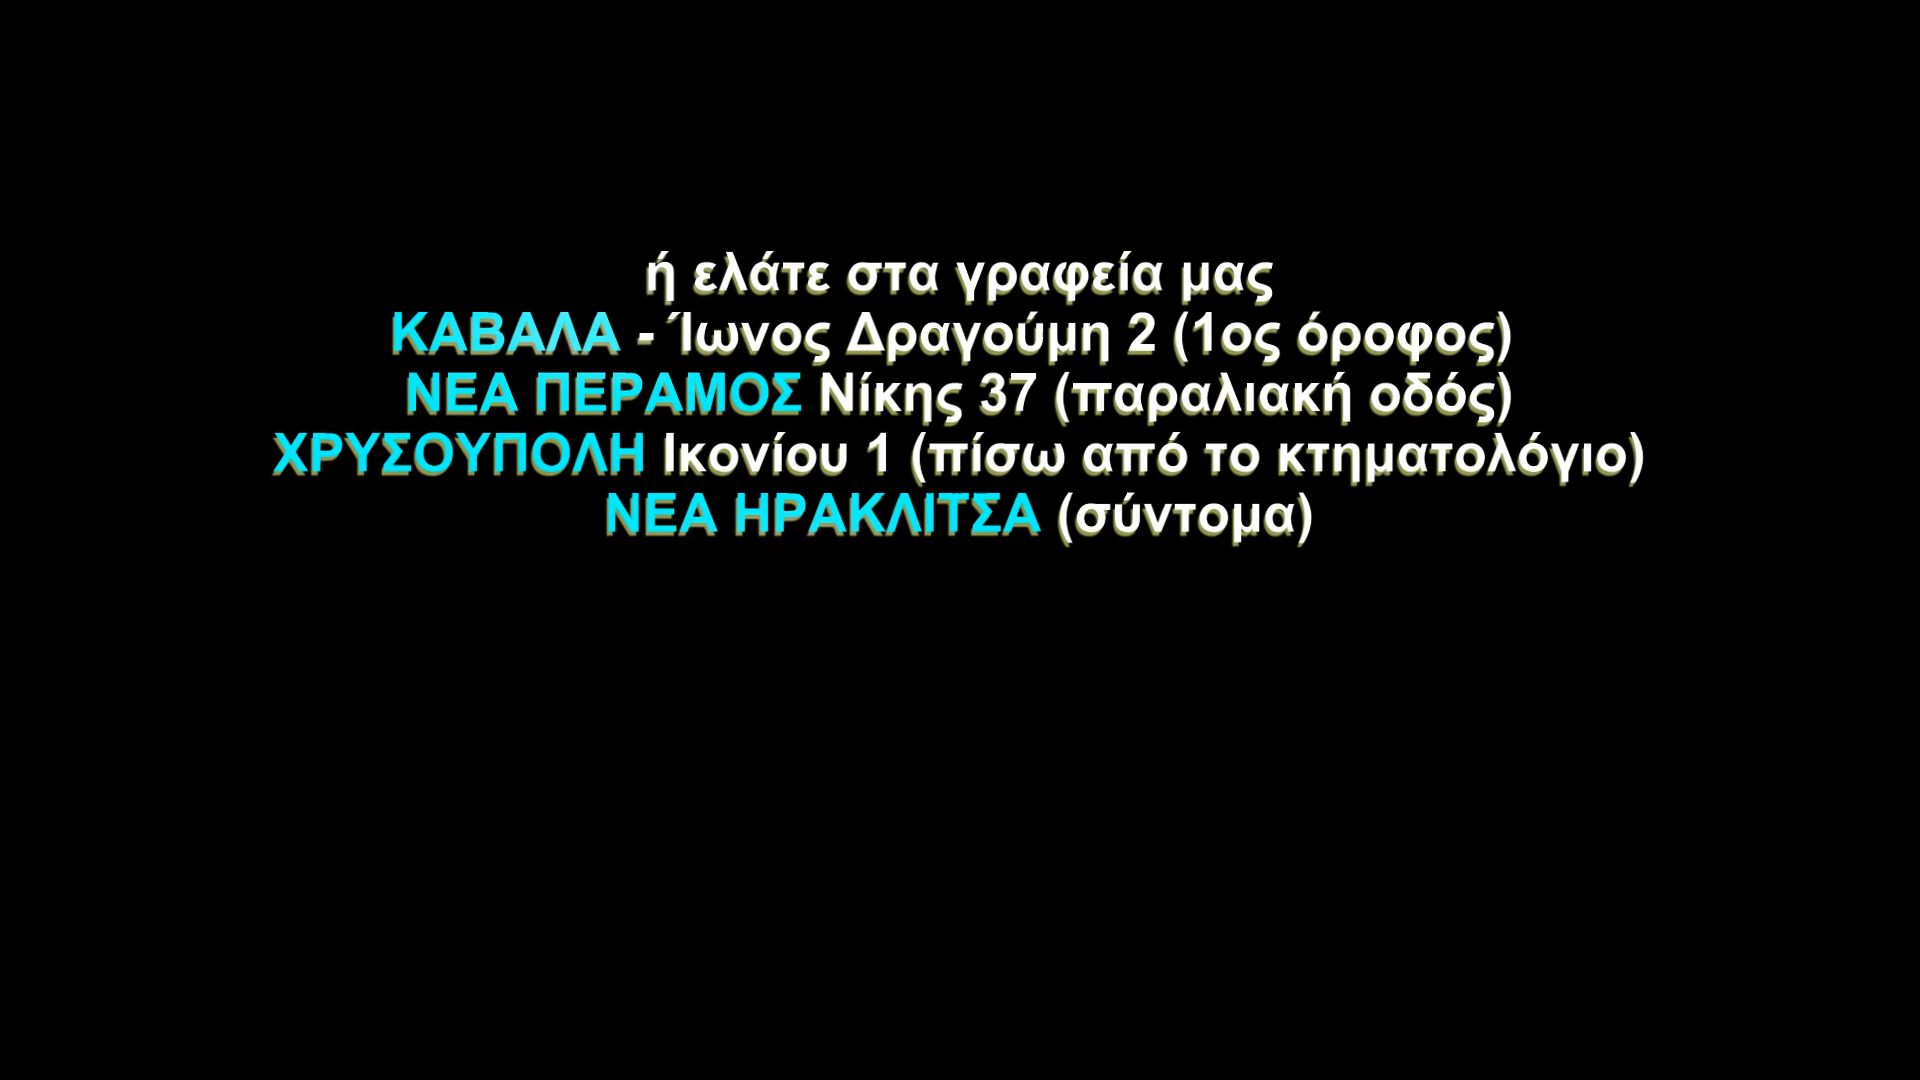 ή ελάτε στα γραφεία μας
ΚΑΒΑΛΑ - Ίωνος Δραγούμη 2 (1ος όροφος)
ΝΕΑ ΠΕΡΑΜΟΣ Νίκης 37 (παραλιακή οδός)
ΧΡΥΣΟΥΠΟΛΗ Ικονίου 1 (πίσω από το κτηματολόγιο)
ΝΕΑ ΗΡΑΚΛΙΤΣΑ (σύντομα)